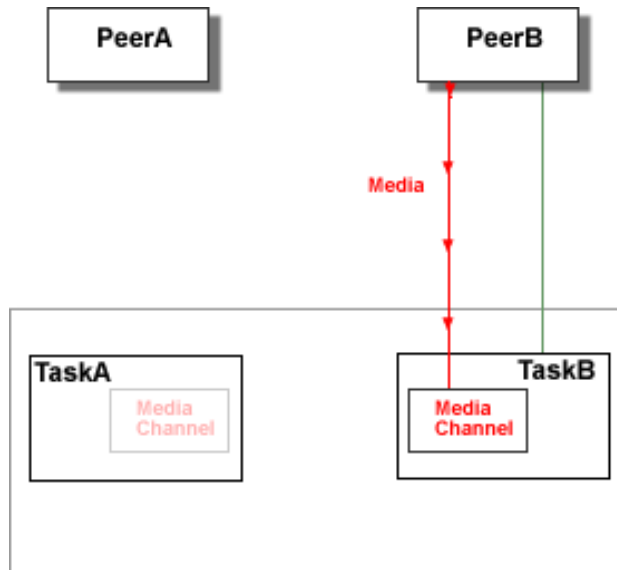 PeerA
PeerB
Media
TaskA
Media
Channel
TaskB
Media
Channel